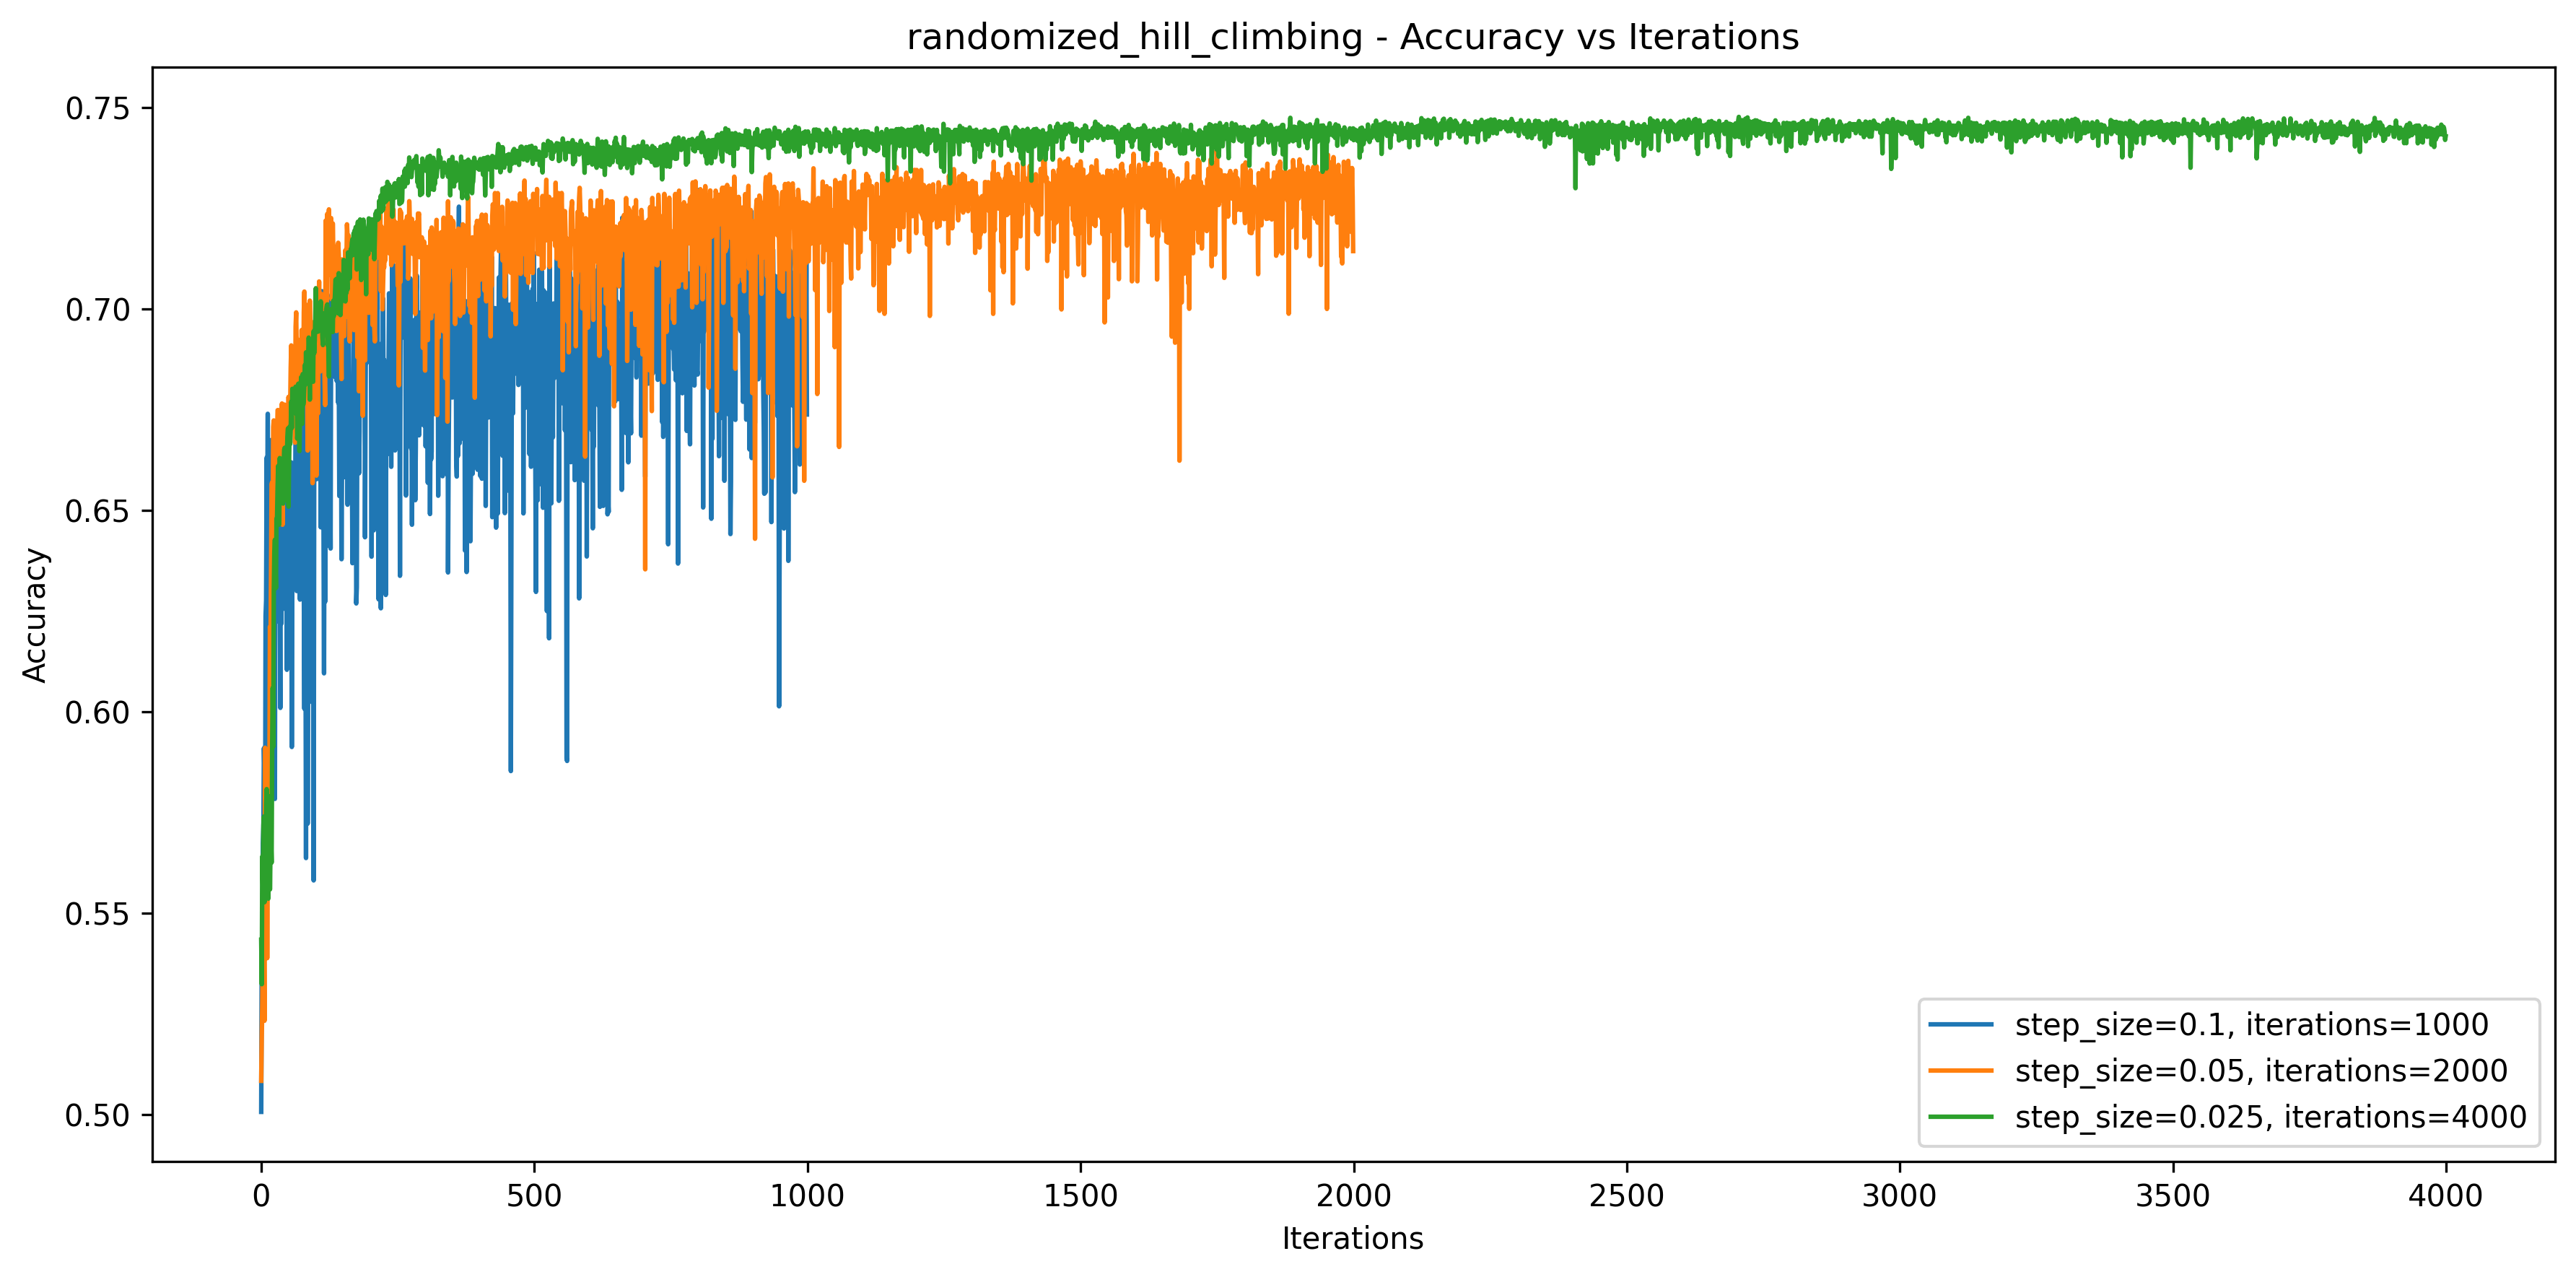 randomized_hill_climbing - Accuracy vs Iterations
Accuracy
0.75
0.70
0.65
0.60
0.55
0.50
0 500 1000 1500 2000 2500 3000 3500 4000
Iterations
step_size=0.1, iterations=1000
step_size=0.05, iterations=2000
step_size=0.025, iterations=4000